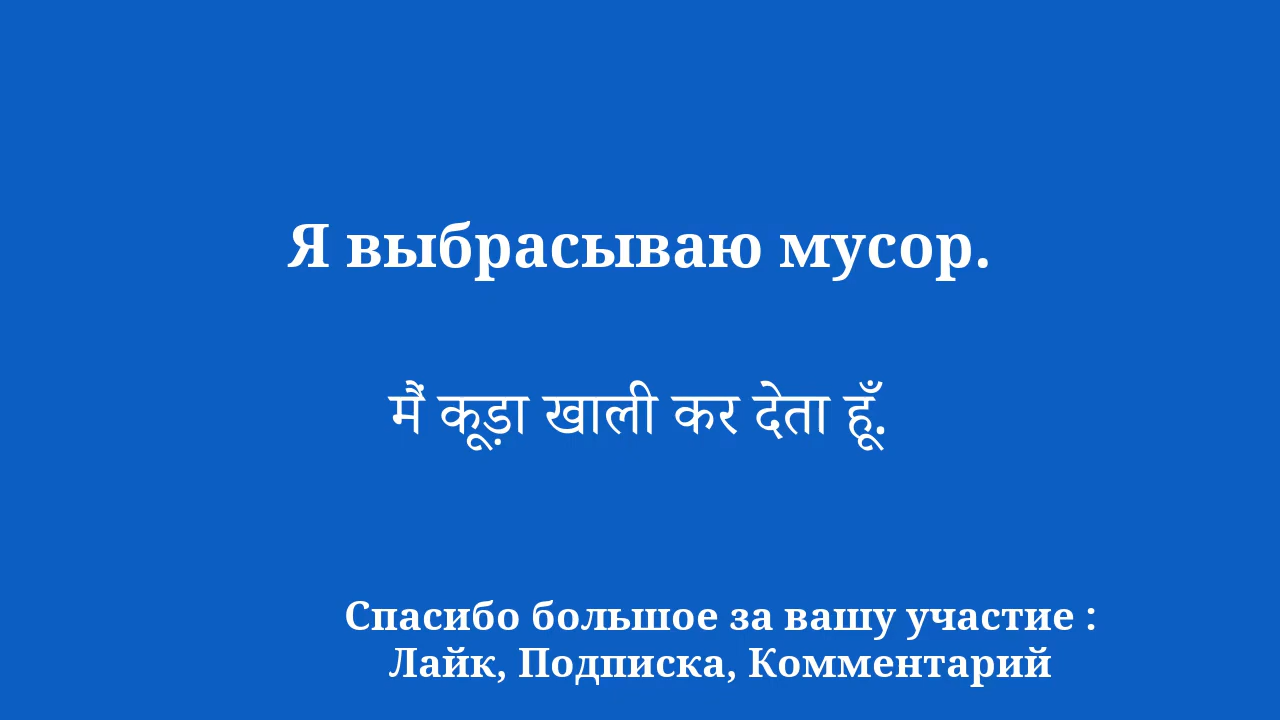 Я выбрасываю мусор.
मैं कूड़ा खाली कर देता हूँ.
Спасибо большое за вашу участие :
Лайк, Подписка, Комментарий